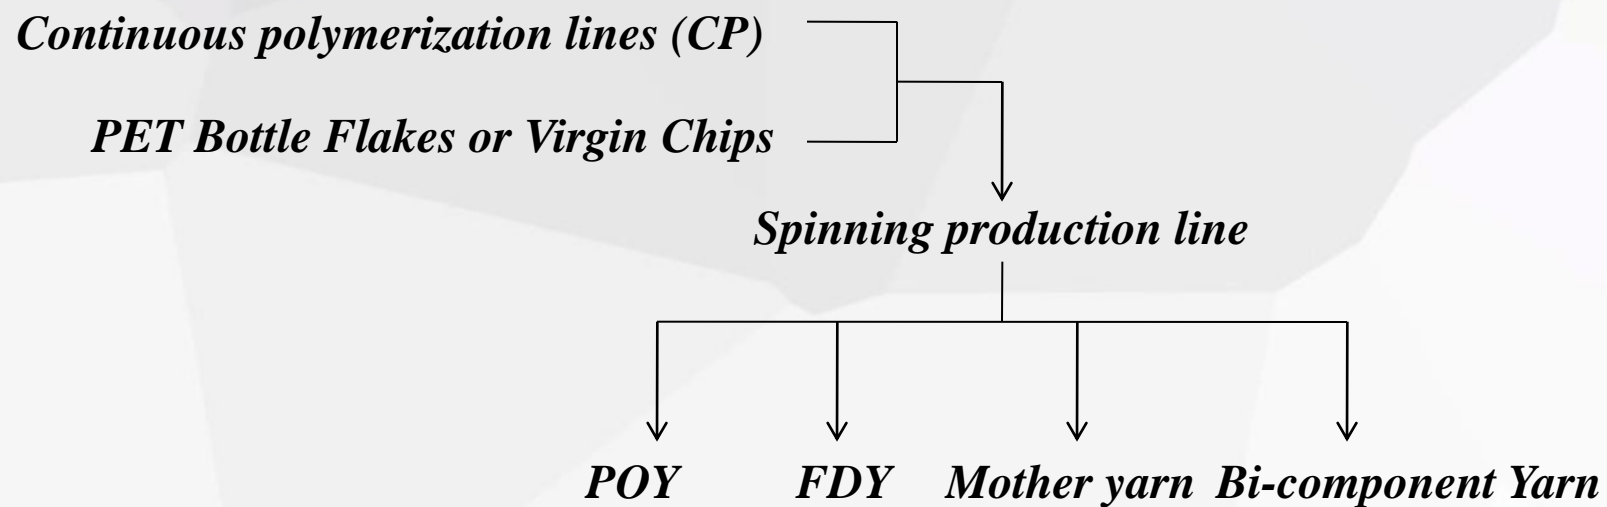 Continuous polymerization lines (CP)
PET Bottle Flakes or Virgin Chips
Spinning production line
POY FDY Mother yarn Bi-component Yarn